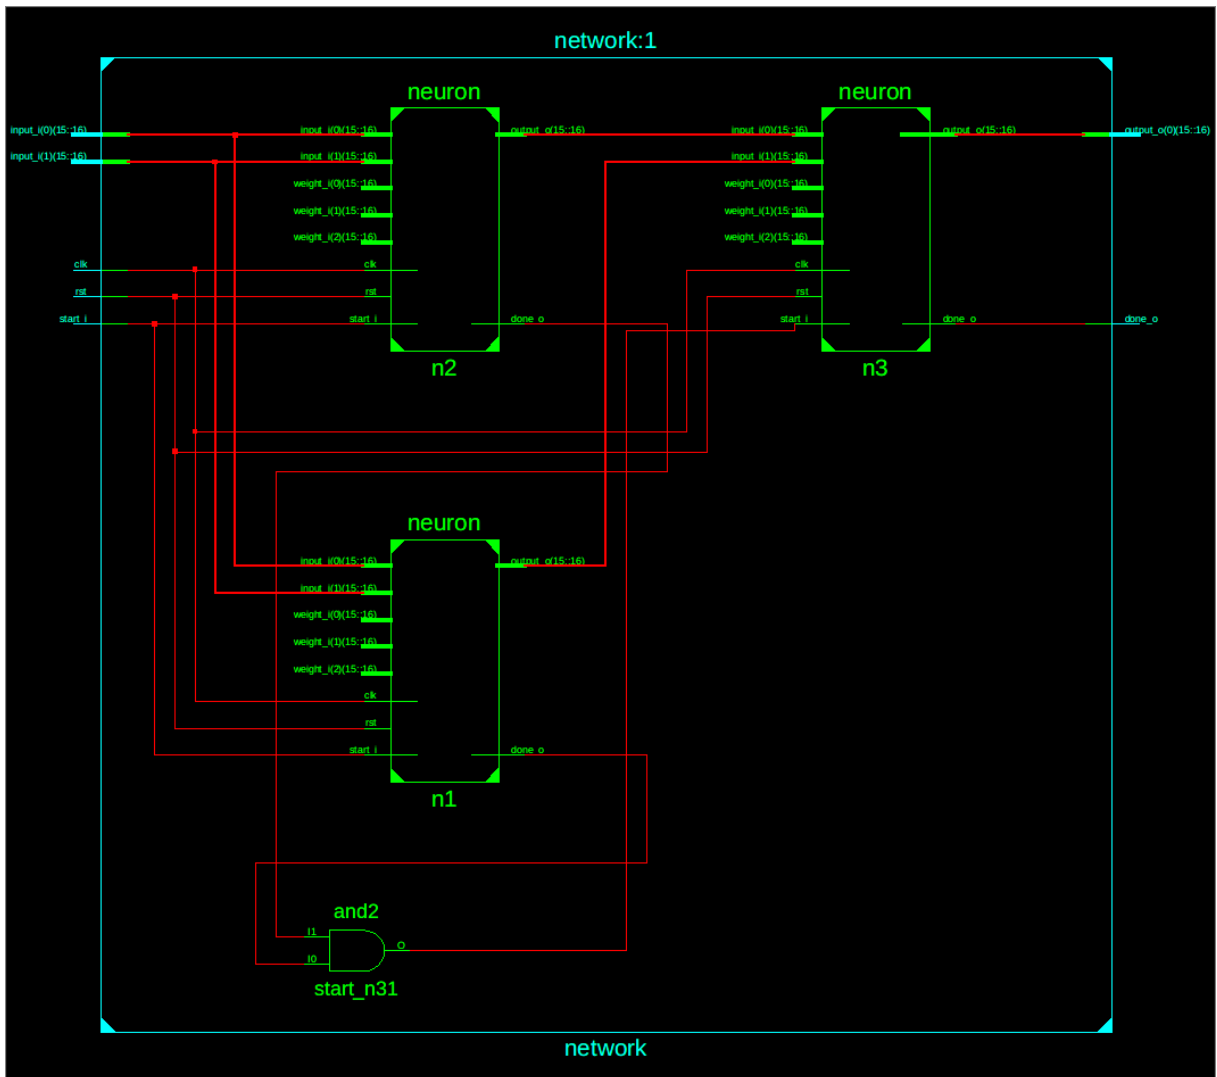 network:1
neuron
neuron
input_i(0)(15::16)
input_i(0)(15::16)
output_o(15::16)
input_i(0)(15::16)
output_o(15::16)
output_o(0)(15::16)
input_i(1)(15::16)
input_i(1)(15::16)
input_i(1)(15::16)
weight_i(0)(15::16)
weight_i(0)(15::16)
weight_i(1)(15::16)
weight_i(1)(15::16)
weight_i(2)(15::16)
weight_i(2)(15::16)
clk
clk
clk
rst
rst
rst
start_i
start_i
done_o
start_i
done_o
done_o
n2
n3
neuron
input_i(0)(15::16)
output_o(15::16)
input_i(1)(15::16)
weight_i(0)(15::16)
weight_i(1)(15::16)
weight_i(2)(15::16)
clk
rst
start_i
done_o
n1
and2
I1
O
I0
start_n31
network